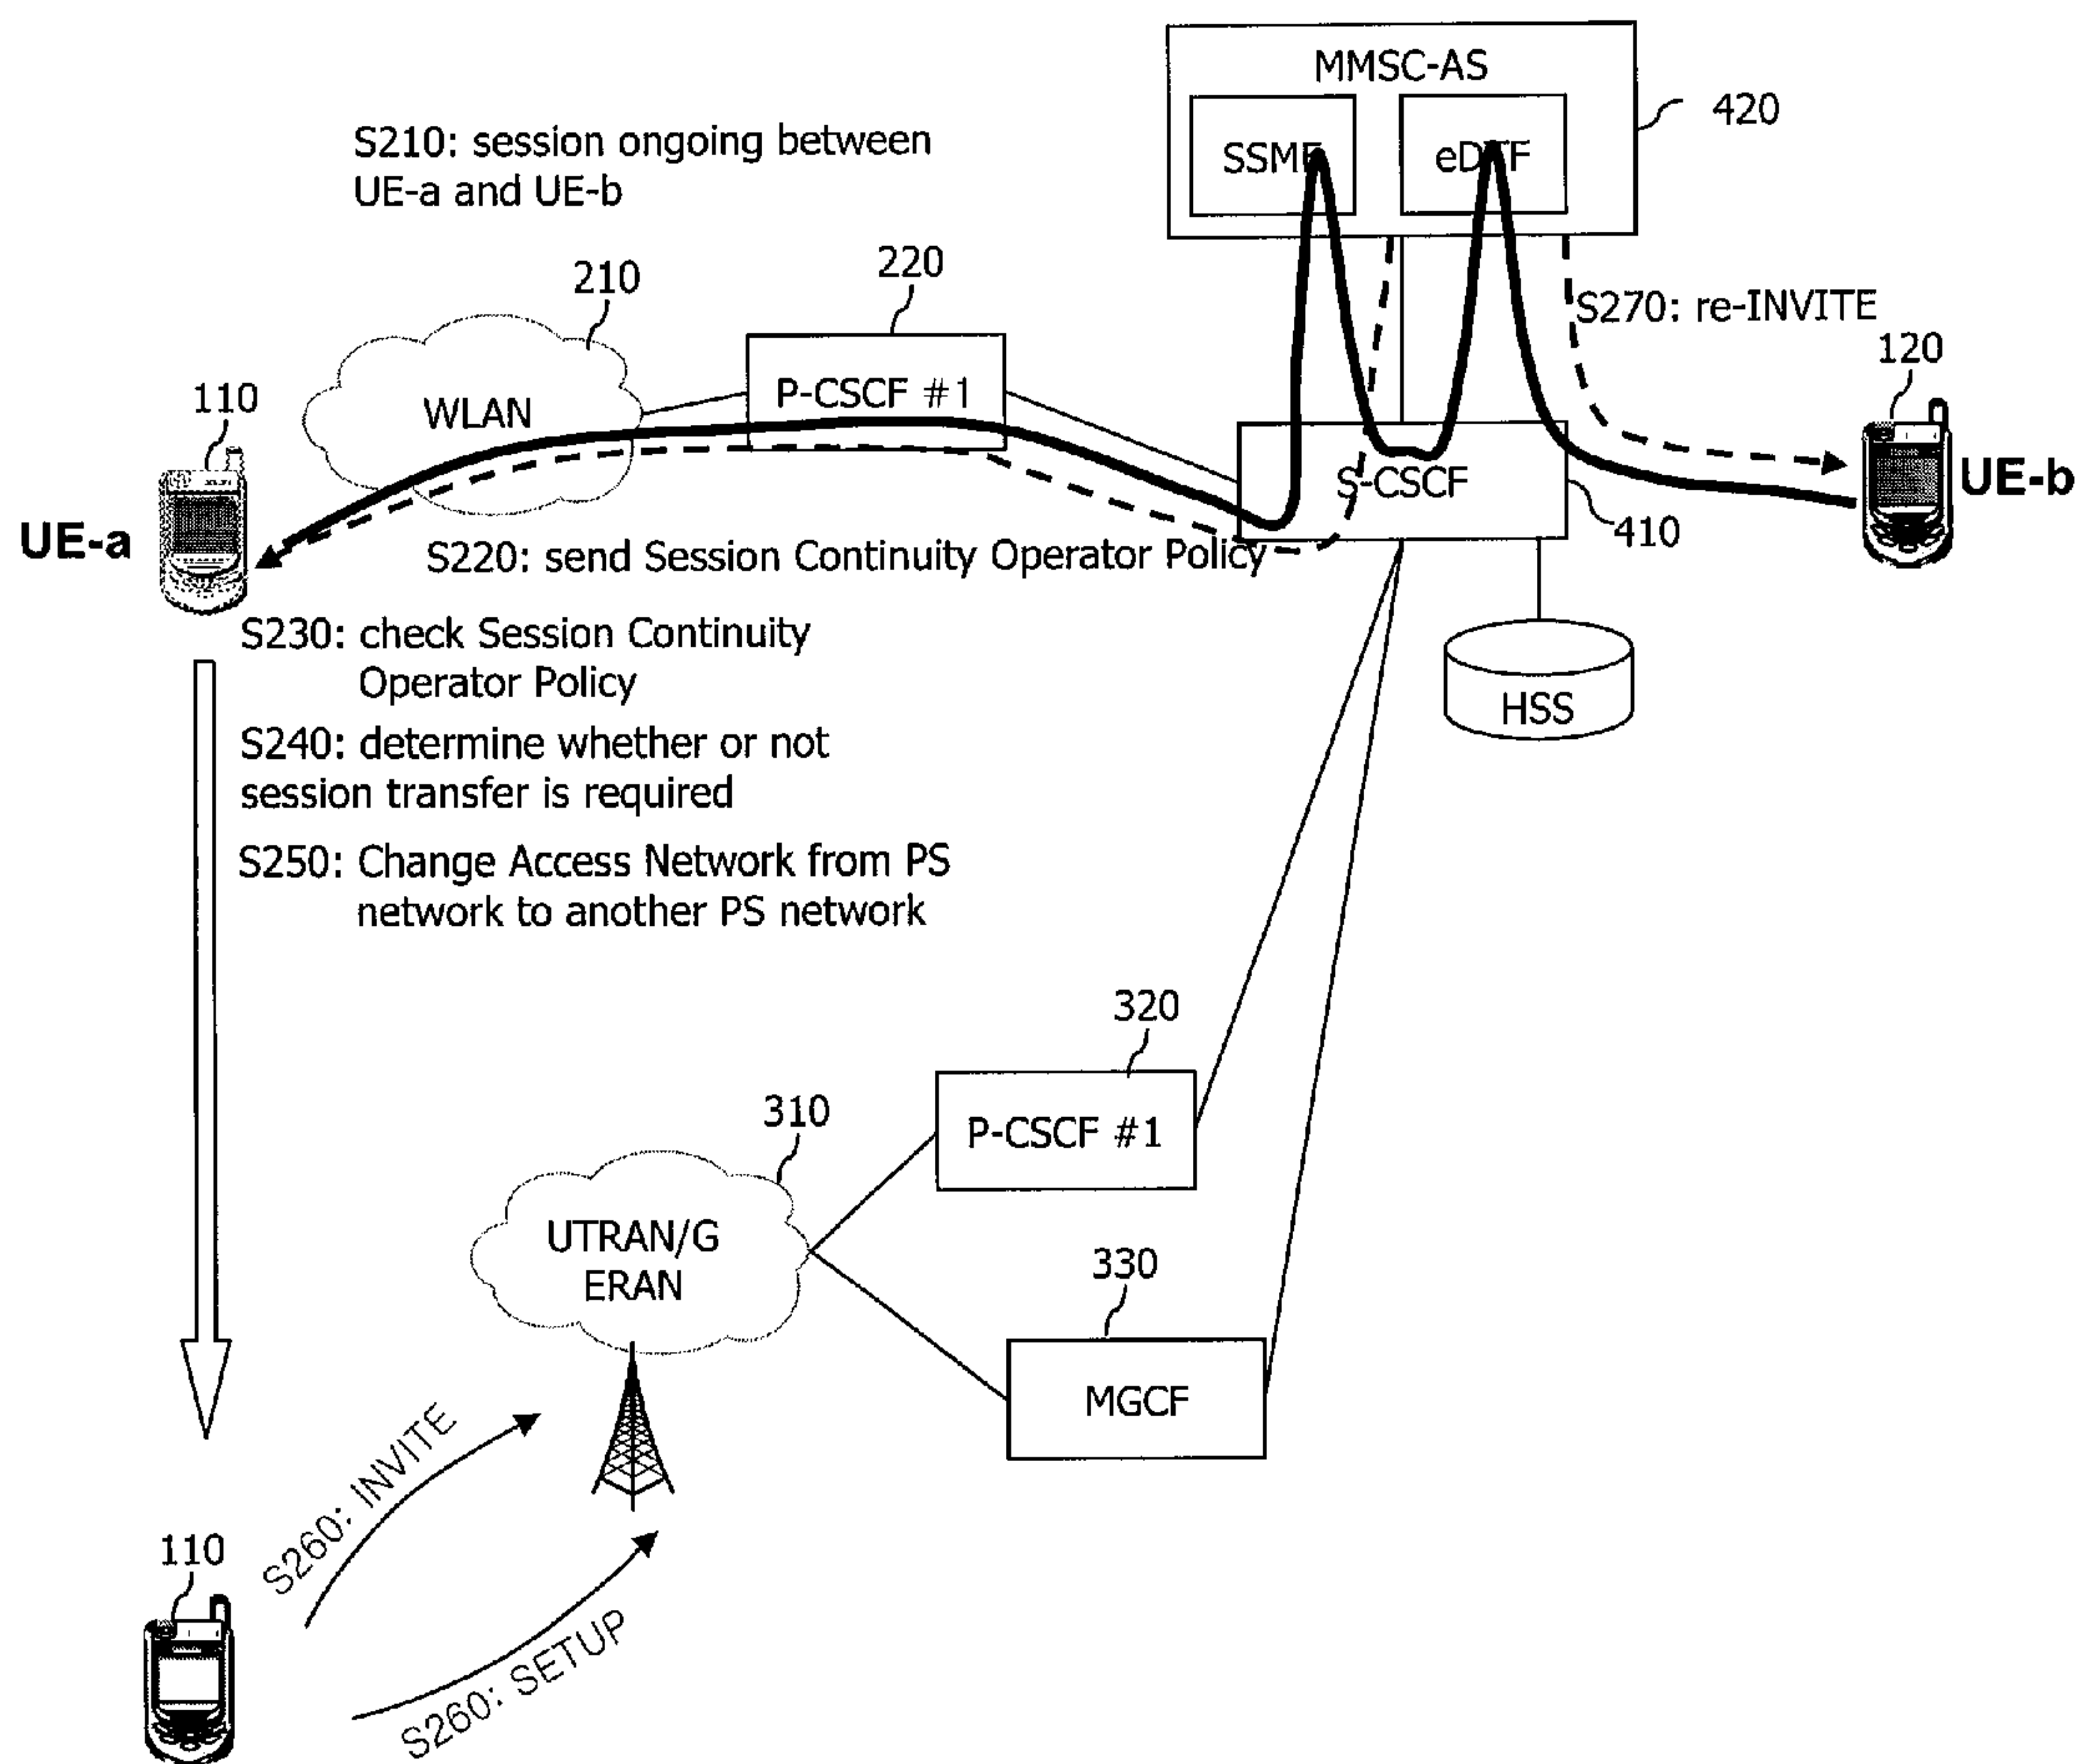 MMSC-AS
420
SSMF
eDTF
S210: session ongoing between
UE-a and UE-b
220
210
S270: re-INVITE
120
110
WLAN
P-CSCF #1
S-CSCF
UE-b
410
UE-a
S220: send Session Continuity Operator Policy
S230: check Session Continuity
Operator Policy
HSS
S240: determine whether or not
session transfer is required
S250: Change Access Network from PS
network to another PS network
320
310
P-CSCF #1
UTRAN/G
ERAN
330
MGCF
S260: INVITE
110
S260: SETUP